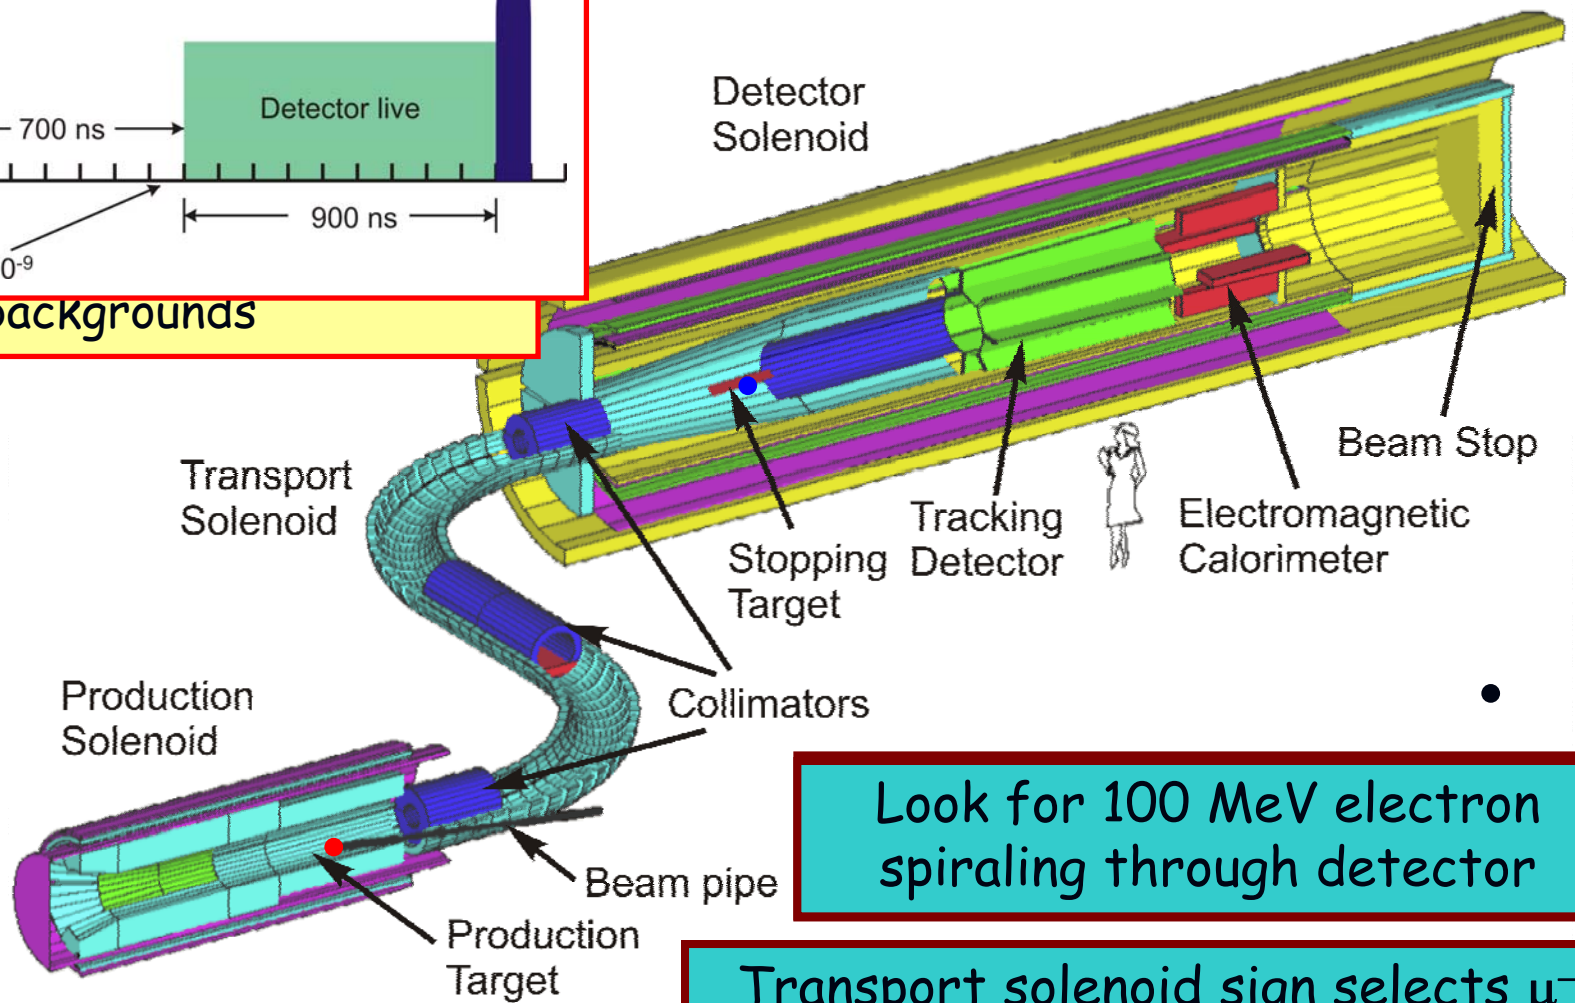 Detector live
700 ns
900 ns
0-9
backgrounds
Detector
Solenoid
Beam Stop
Transport
Solenoid
Tracking
Detector
Electromagnetic
Calorimeter
Stopping
Target
Production
Solenoid
Collimators
•
Look for 100 MeV electron
spiraling through detector
Beam pipe
Production
Target
Transport solenoid sign selects μ⁻